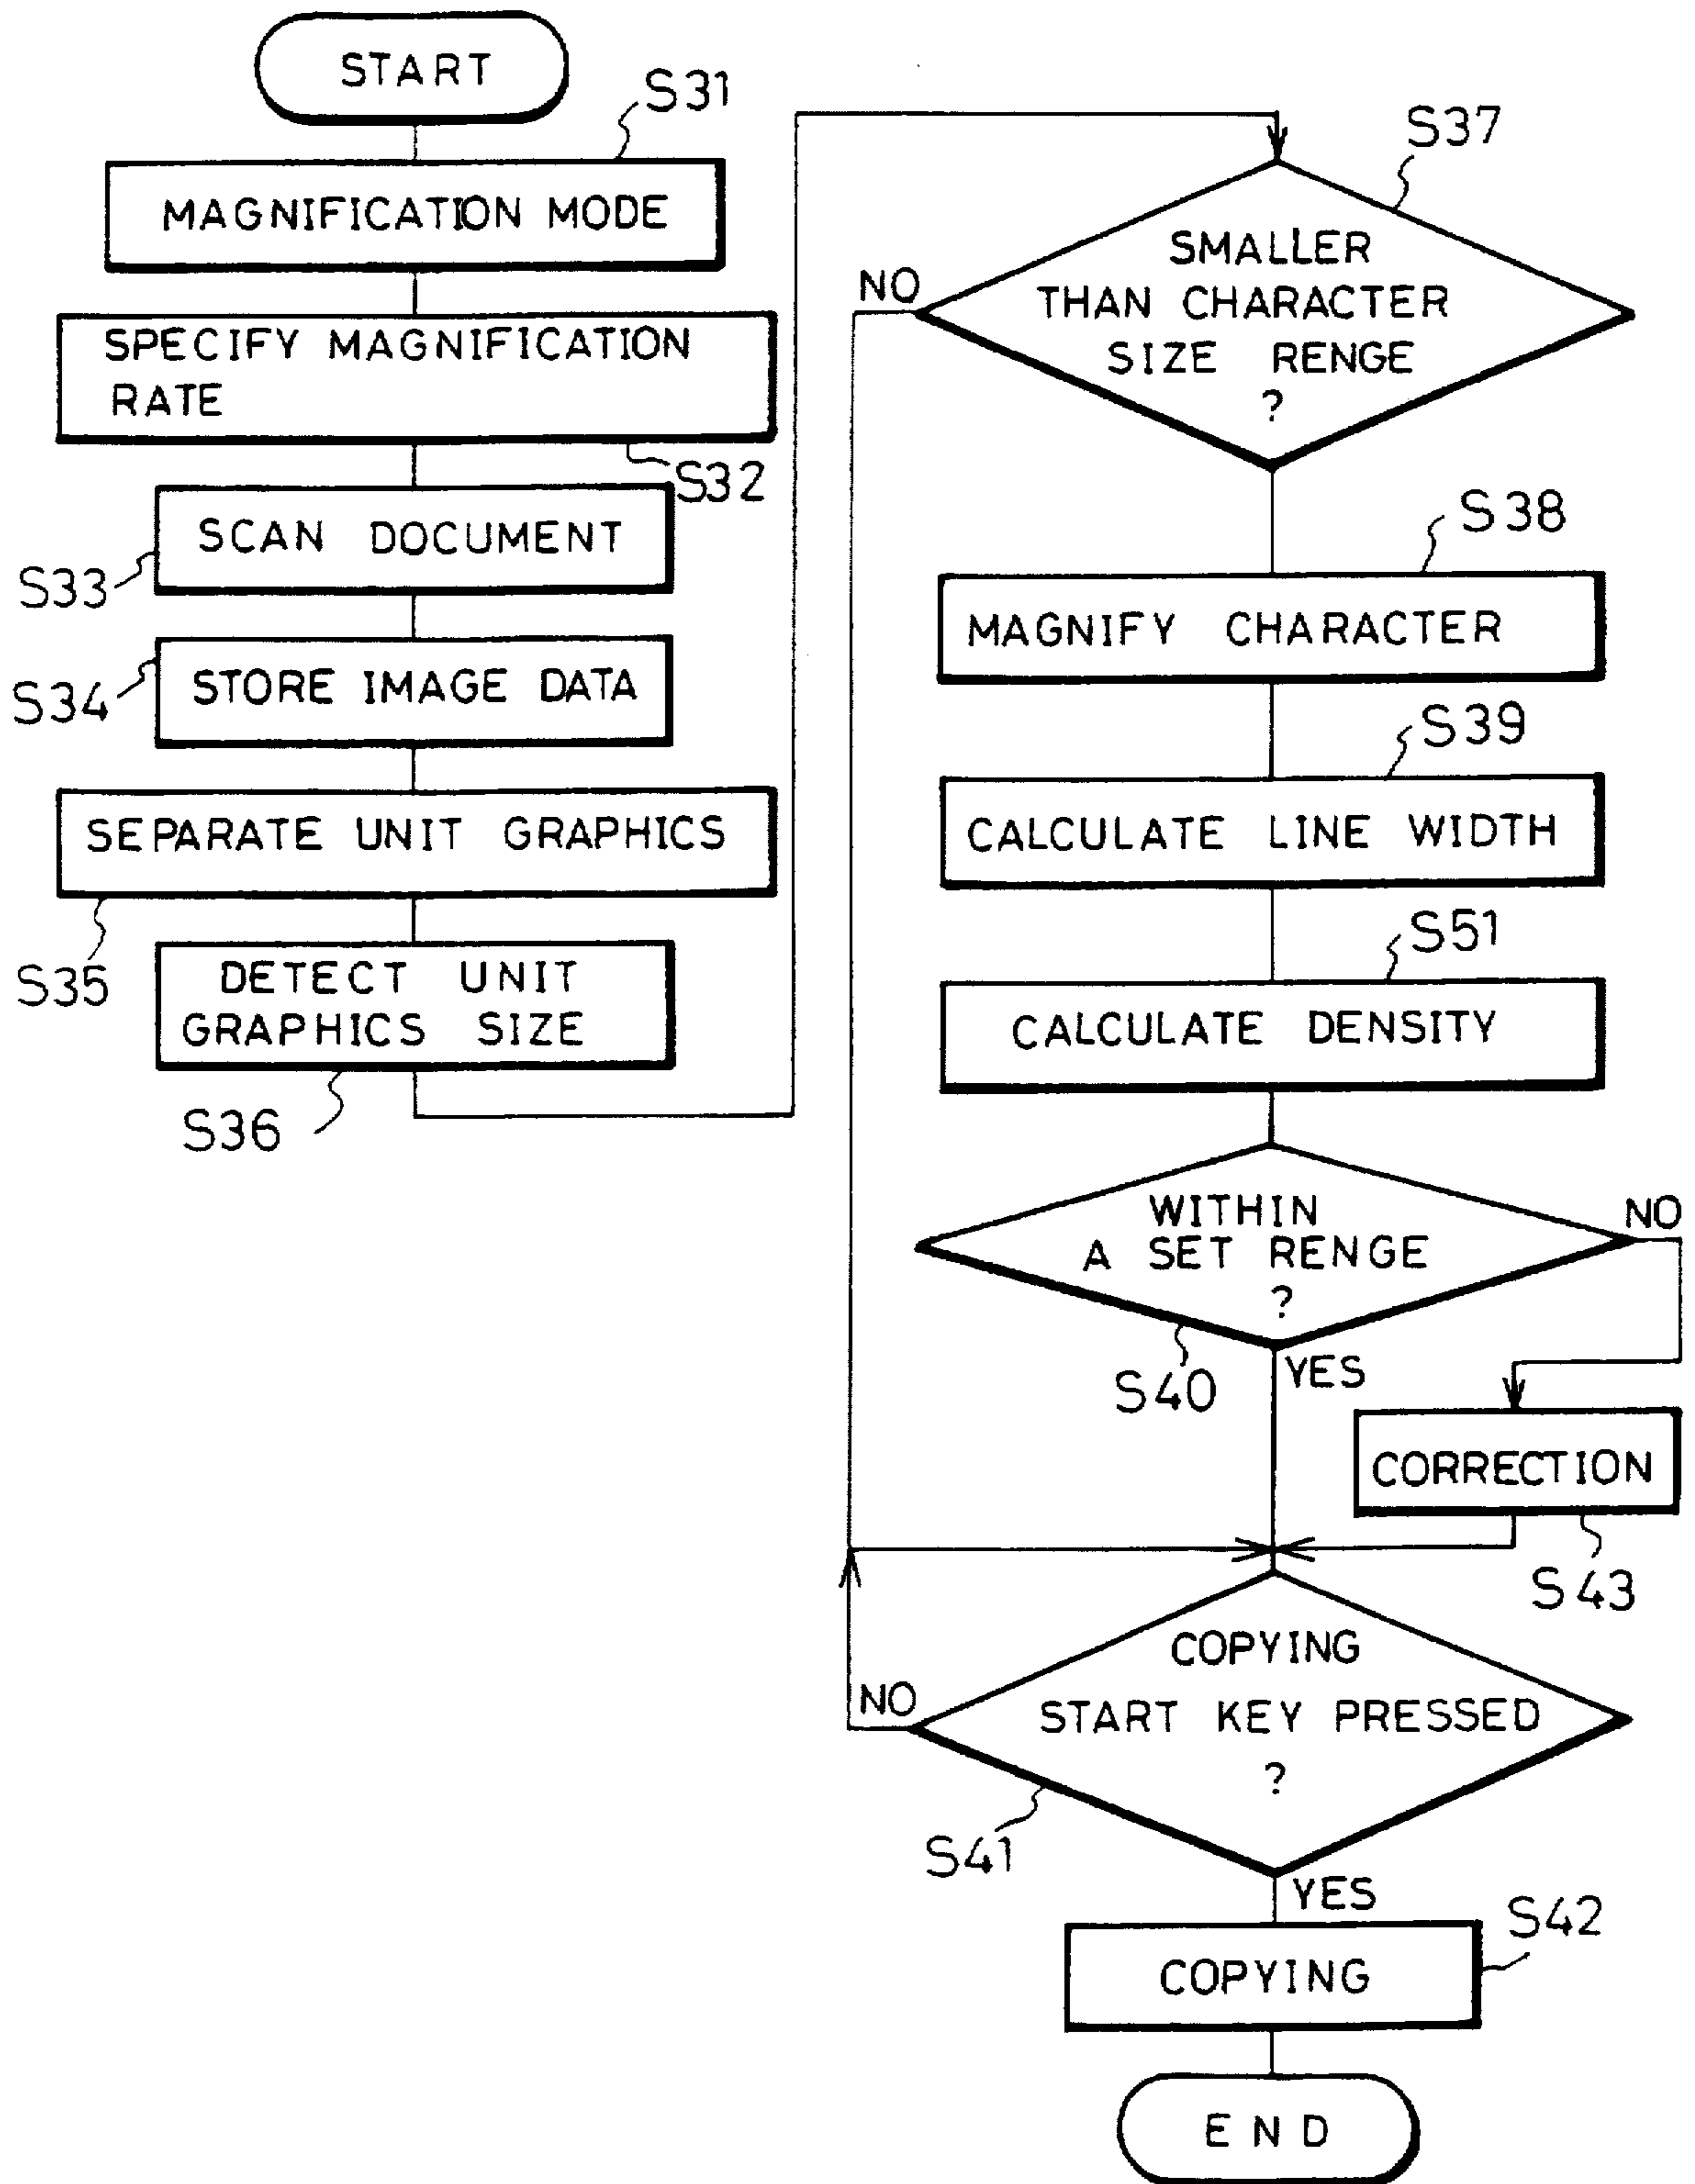 START
S31
MAGNIFICATION MODE
SPECIFY MAGNIFICATION
RATE
S32
SCAN DOCUMENT
S33
STORE IMAGE DATA
S34
SEPARATE UNIT GRAPHICS
S35
DETECT UNIT
GRAPHICS SIZE
S36
S37
SMALLER
THAN CHARACTER
SIZE RENGE
?
NO
S38
MAGNIFY CHARACTER
S39
CALCULATE LINE WIDTH
S51
CALCULATE DENSITY
WITHIN
A SET RENGE
?
NO
S40
YES
CORRECTION
S43
COPYING
START KEY PRESSED
?
NO
S41
YES
S42
COPYING
END